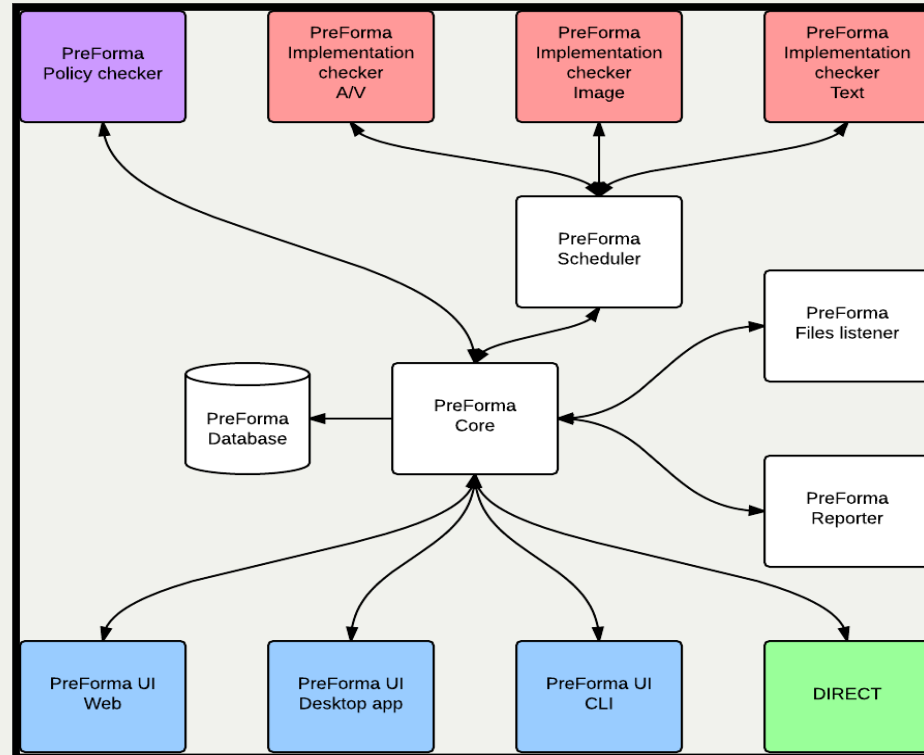 PreForma
Policy checker
PreForma
Implementation
checker
A/V
PreForma
Implementation
checker
Image
PreForma
Implementation
checker
Text
PreForma
Scheduler
PreForma
Files listener
PreForma
Database
PreForma
Core
PreForma
Reporter
PreForma UI
Web
PreForma UI
Desktop app
PreForma UI
CLI
DIRECT